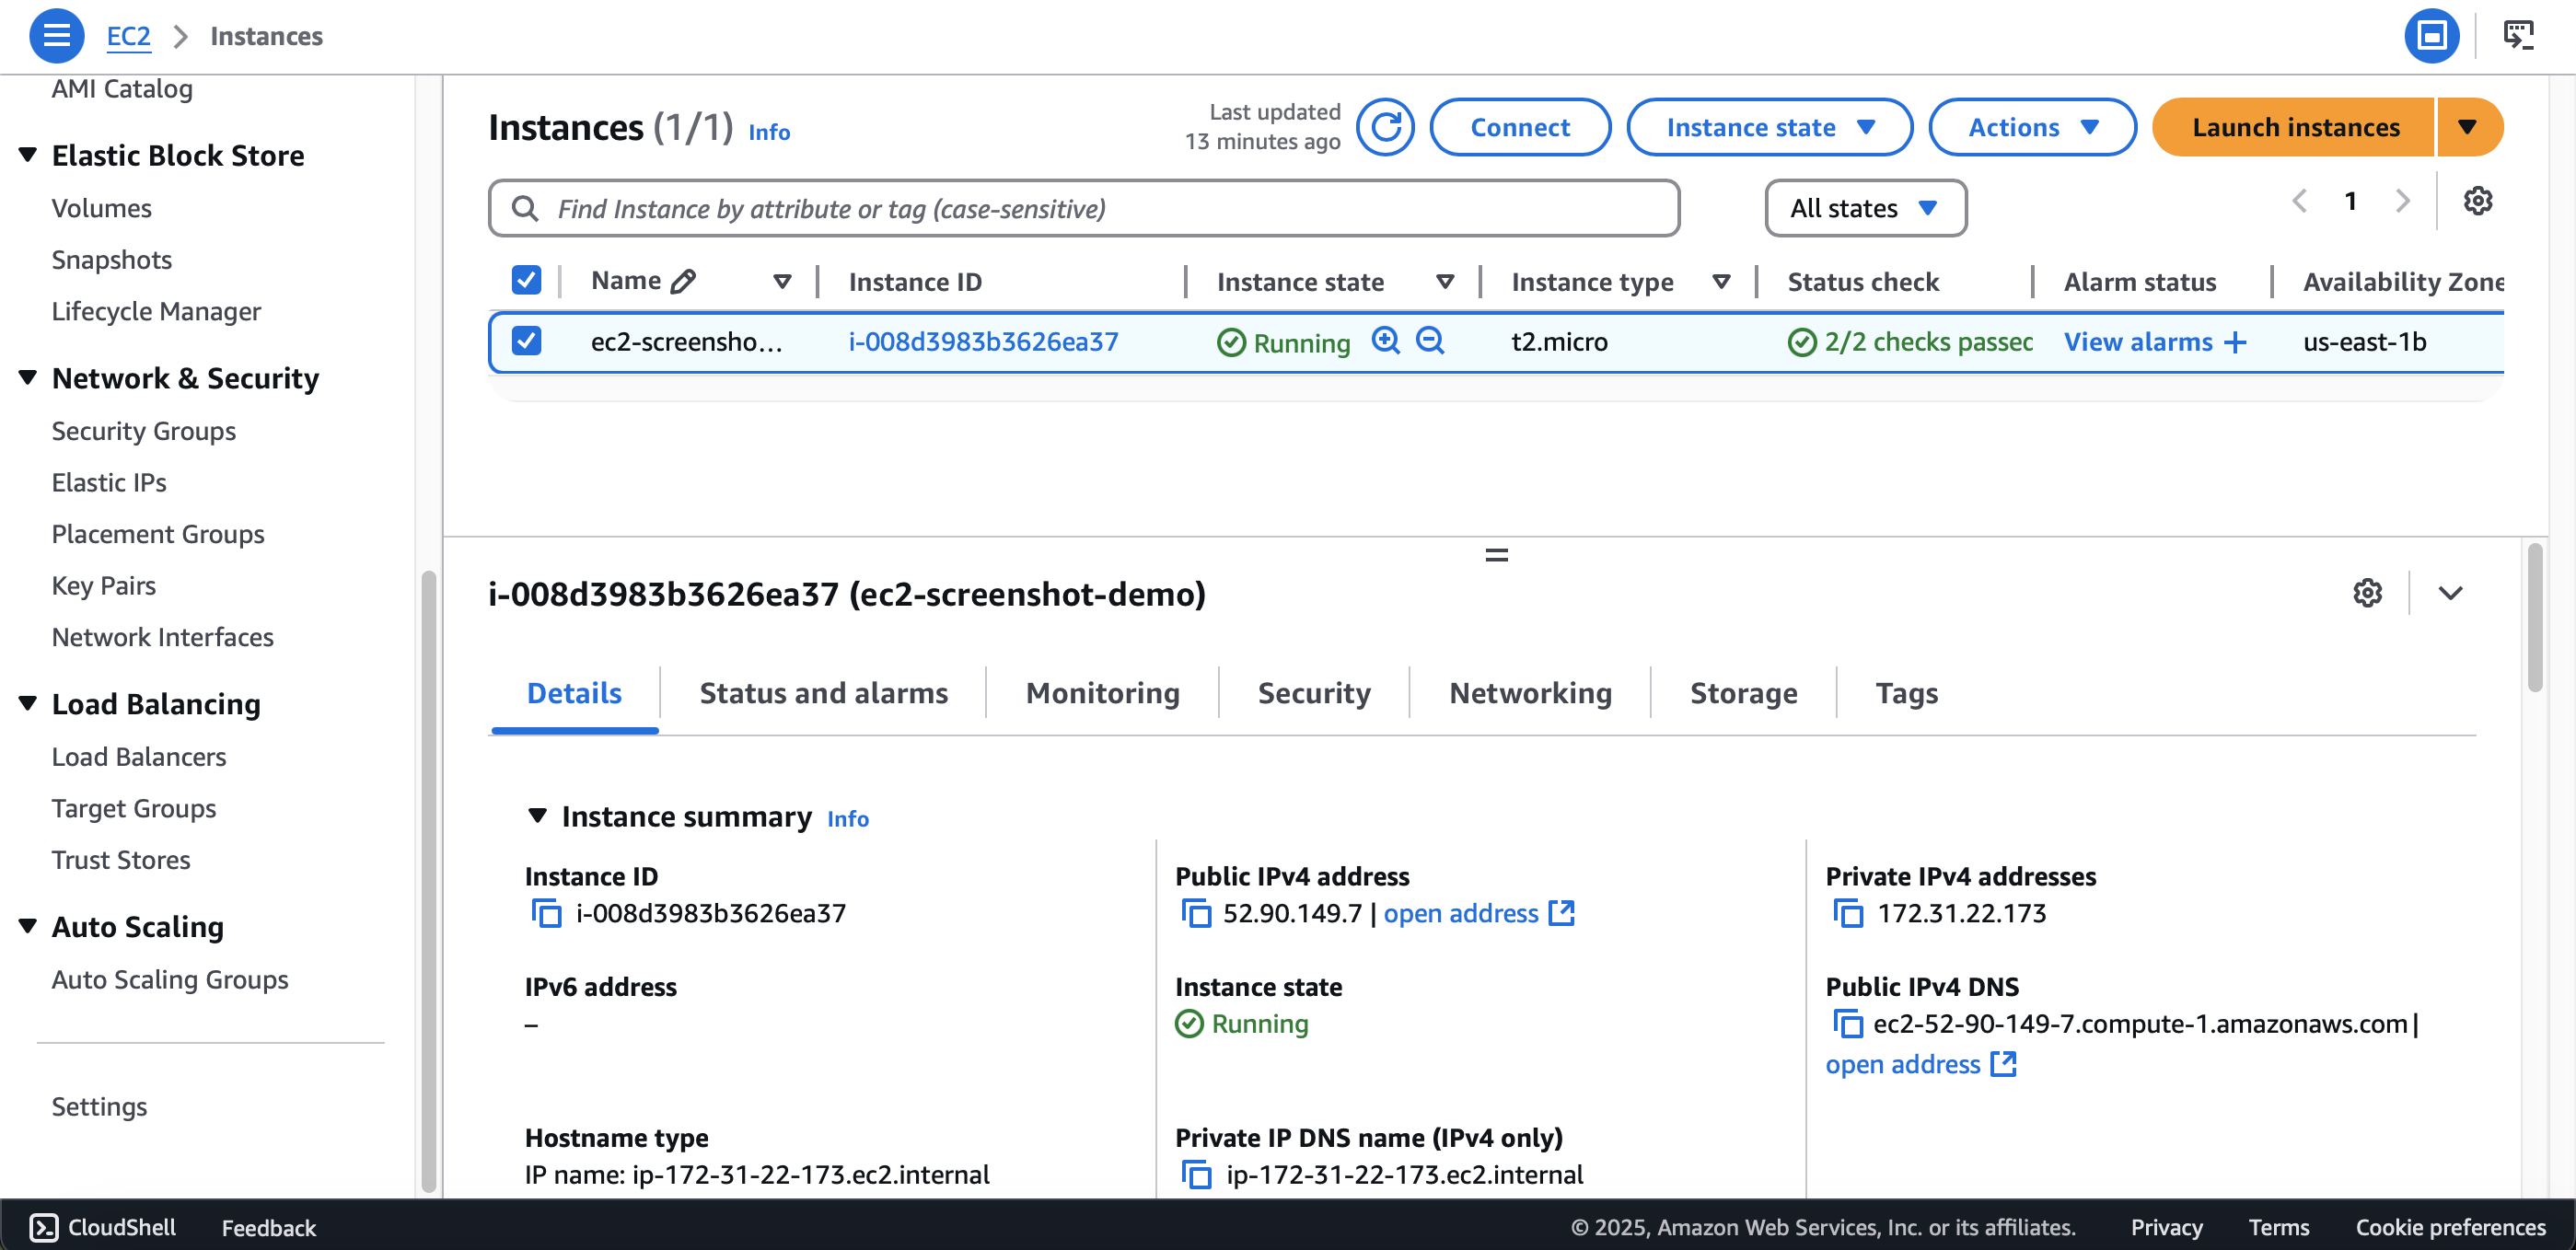 EC2 > Instances
AMI Catalog
Elastic Block Store
Volumes
Snapshots
Lifecycle Manager
Network & Security
Security Groups
Elastic IPs
Placement Groups
Key Pairs
Network Interfaces
Load Balancing
Load Balancers
Target Groups
Trust Stores
Auto Scaling
Auto Scaling Groups
Settings
Instances (1/1) Info
Last updated
13 minutes ago
Connect
Instance state
Actions
Launch instances
Find Instance by attribute or tag (case-sensitive)
All states
1
Name Instance ID Instance state Instance type Status check Alarm status Availability Zone
ec2-screensho... i-008d3983b3626ea37 Running t2.micro 2/2 checks passed View alarms + us-east-1b
i-008d3983b3626ea37 (ec2-screenshot-demo)
Details Status and alarms Monitoring Security Networking Storage Tags
Instance summary Info
Instance ID
i-008d3983b3626ea37
Public IPv4 address
52.90.149.7 | open address
Private IPv4 addresses
172.31.22.173
IPv6 address
–
Instance state
Running
Public IPv4 DNS
ec2-52-90-149-7.compute-1.amazonaws.com |
open address
Hostname type
IP name: ip-172-31-22-173.ec2.internal
Private IP DNS name (IPv4 only)
ip-172-31-22-173.ec2.internal
CloudShell Feedback © 2025, Amazon Web Services, Inc. or its affiliates. Privacy Terms Cookie preferences